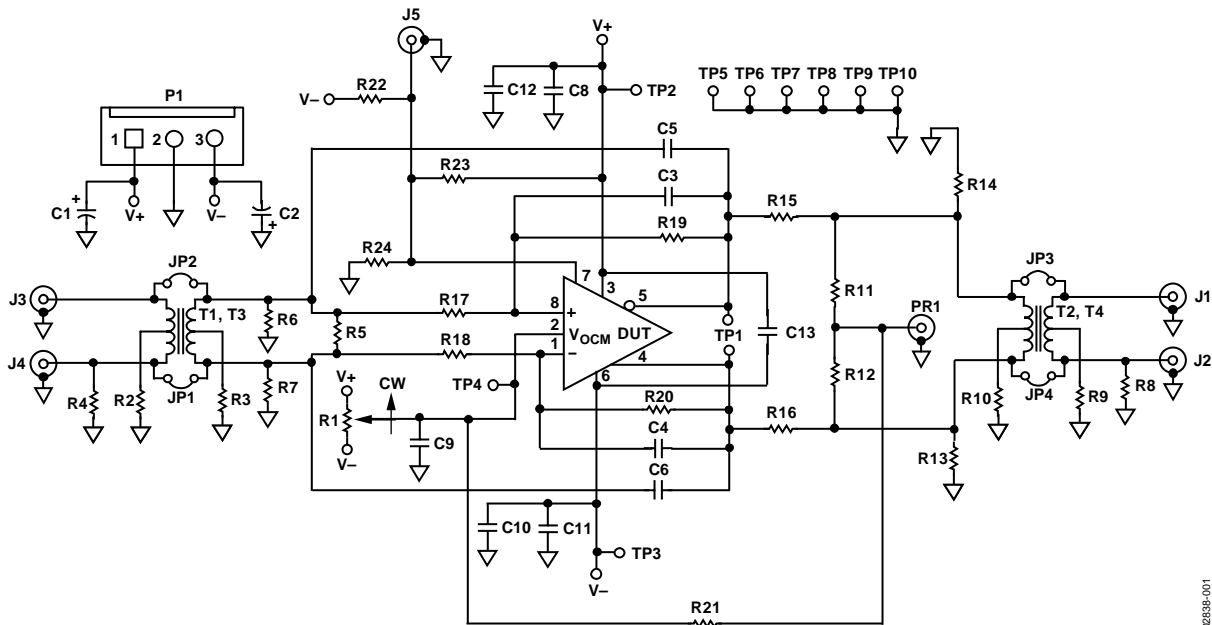 J5
V+
TP5 TP6 TP7 TP8 TP9 TP10
R22
V–
C12
C8
TP2
P1
1
2
3
C5
R23
C3
R14
C1
+
V+
V–
C2
+
R15
R19
R24
JP2
7
3
JP3
J3
T1, T3
R6
R17
8
+
5
R11
PR1
T2, T4
J1
R5
2
VOCM
DUT
TP1
C13
R18
1
–
4
J4
R7
R12
J2
TP4
6
V+
CW
R4
R2
JP1
R3
R20
R10
JP4
R9
R8
R1
C9
R16
C4
V–
R13
C6
C10
C11
TP3
V–
R21